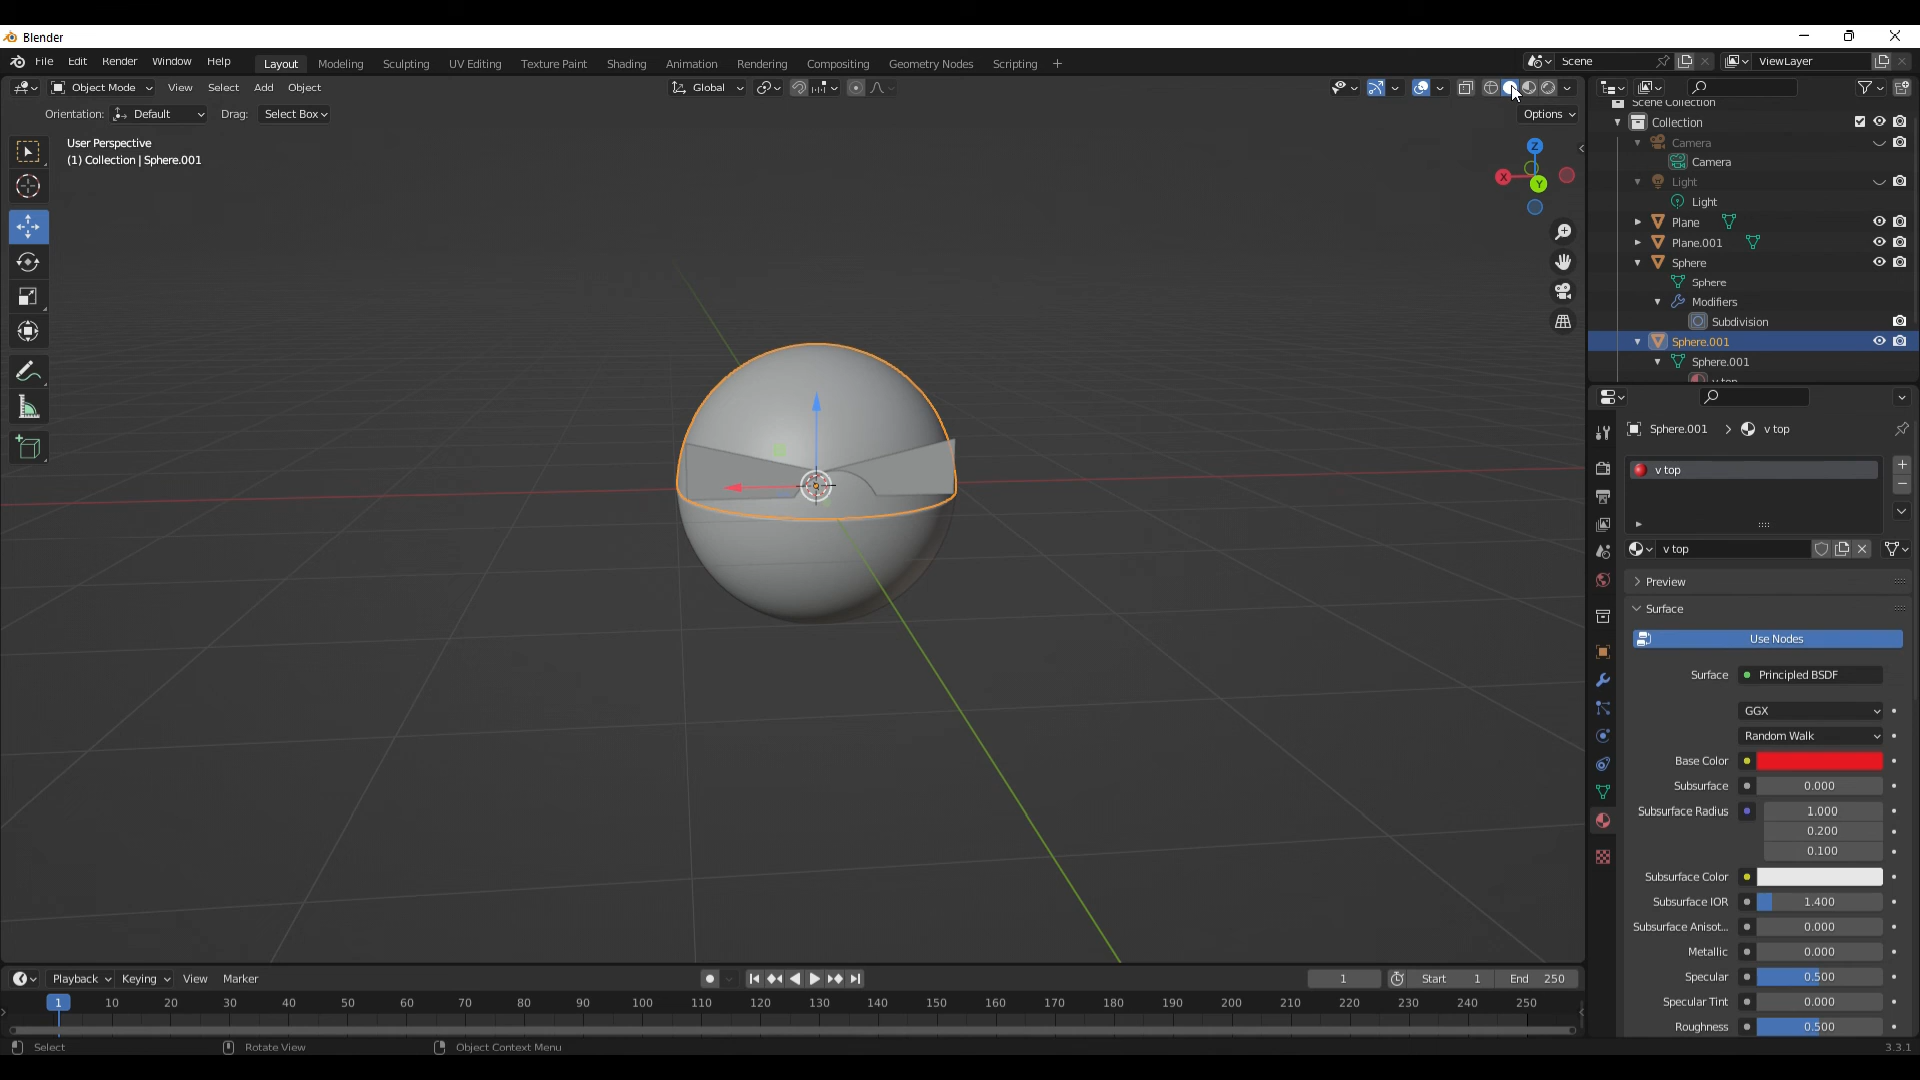 Blender
File Edit Render Window Help Layout Modeling Sculpting UV Editing Texture Paint Shading Animation Rendering Compositing Geometry Nodes Scripting + Scene ViewLayer
Object Mode View Select Add Object Global
Orientation: Default Drag: Select Box Options
User Perspective
(1) Collection | Sphere.001
Z
X
Y
Scene Collection
Collection
Camera
Camera
Light
Light
Plane
Plane.001
Sphere
Sphere
Modifiers
Subdivision
Sphere.001
Sphere.001
v top
Sphere.001 > v top
v top
v top
Preview
Surface
Use Nodes
Surface Principled BSDF
GGX
Random Walk
Base Color
Subsurface 0.000
Subsurface Radius 1.000
0.200
0.100
Subsurface Color
Subsurface IOR 1.400
Subsurface Anisot... 0.000
Metallic 0.000
Specular 0.500
Specular Tint 0.000
Roughness 0.500
Playback Keying View Marker 1 Start 1 End 250
1 10 20 30 40 50 60 70 80 90 100 110 120 130 140 150 160 170 180 190 200 210 220 230 240 250
Select Rotate View Object Context Menu 3.3.1